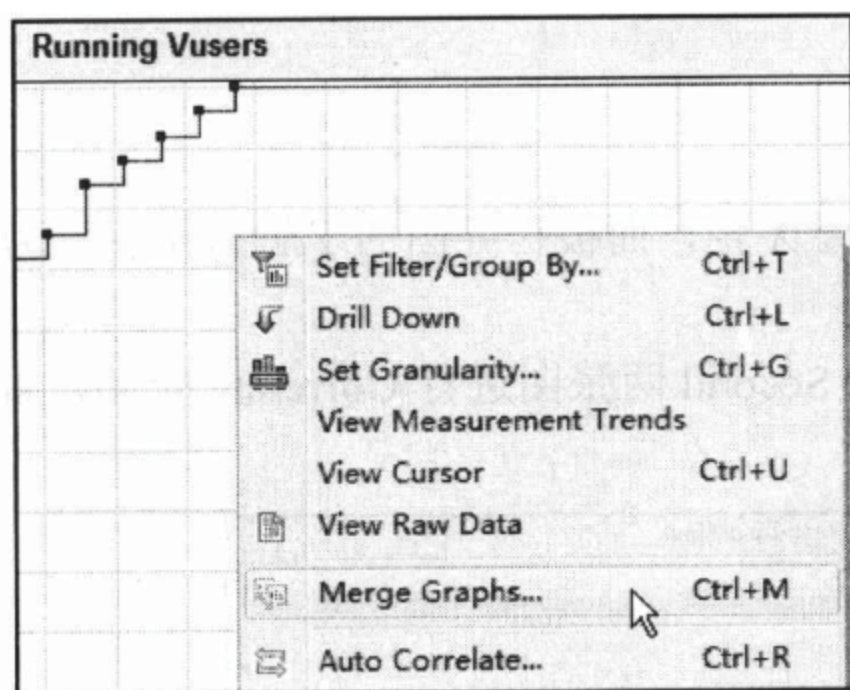 Running Vusers
Set Filter/Group By... Ctrl+T
Drill Down Ctrl+L
Set Granularity... Ctrl+G
View Measurement Trends
View Cursor Ctrl+U
View Raw Data
Merge Graphs... Ctrl+M
Auto Correlate... Ctrl+R